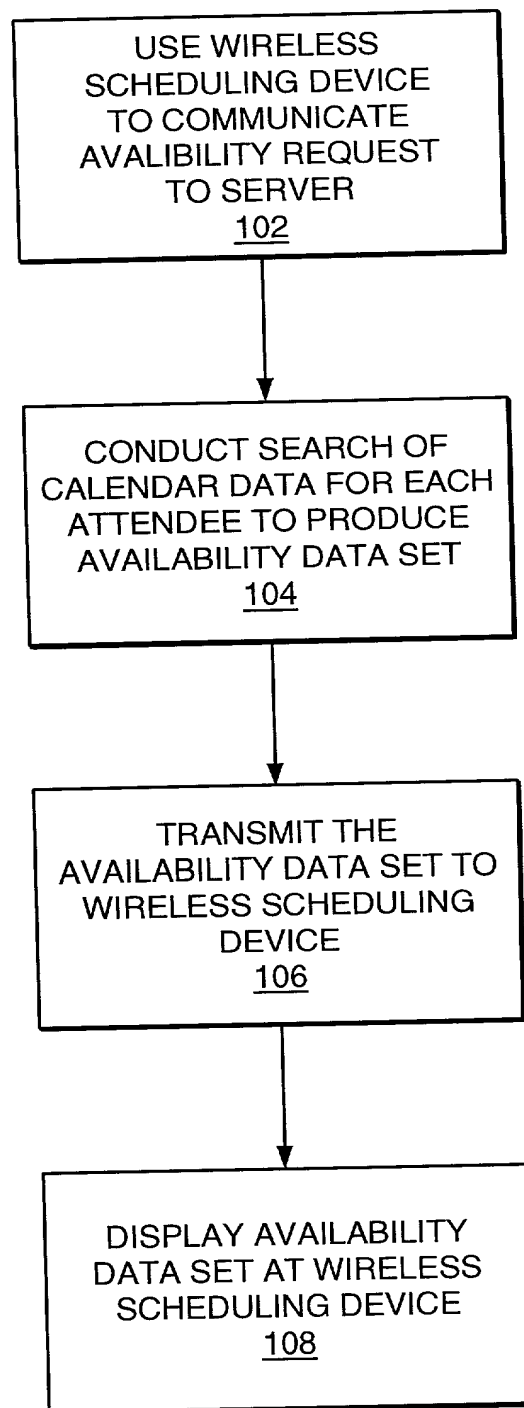 USE WIRELESS
SCHEDULING DEVICE
TO COMMUNICATE
AVALIBILITY REQUEST
TO SERVER
102
CONDUCT SEARCH OF
CALENDAR DATA FOR EACH
ATTENDEE TO PRODUCE
AVAILABILITY DATA SET
104
TRANSMIT THE
AVAILABILITY DATA SET TO
WIRELESS SCHEDULING
DEVICE
106
DISPLAY AVAILABILITY
DATA SET AT WIRELESS
SCHEDULING DEVICE
108